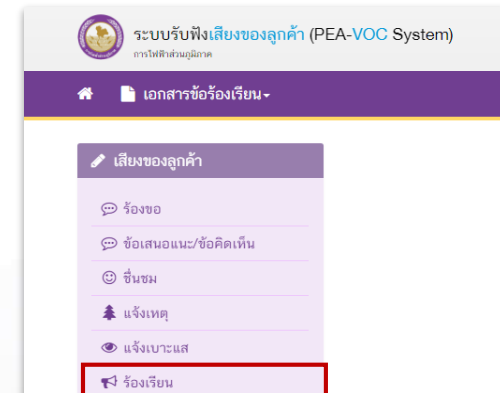 ระบบรับฟังเสียงของลูกค้า (PEA-VOC System)
การไฟฟ้าส่วนภูมิภาค
เอกสารข้อร้องเรียน
เสียงของลูกค้า
ร้องขอ
ข้อเสนอแนะ/ข้อคิดเห็น
ชื่นชม
แจ้งเหตุ
แจ้งเบาะแส
ร้องเรียน